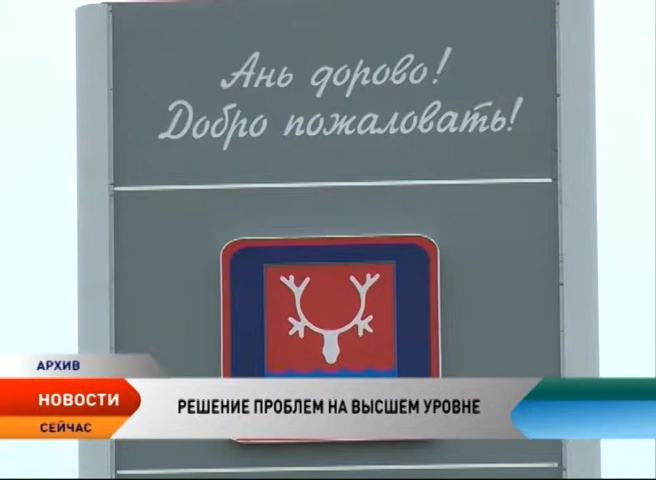 Ань дорово!
Добро пожаловать!
АРХИВ
НОВОСТИ
СЕЙЧАС
РЕШЕНИЕ ПРОБЛЕМ НА ВЫСШЕМ УРОВНЕ